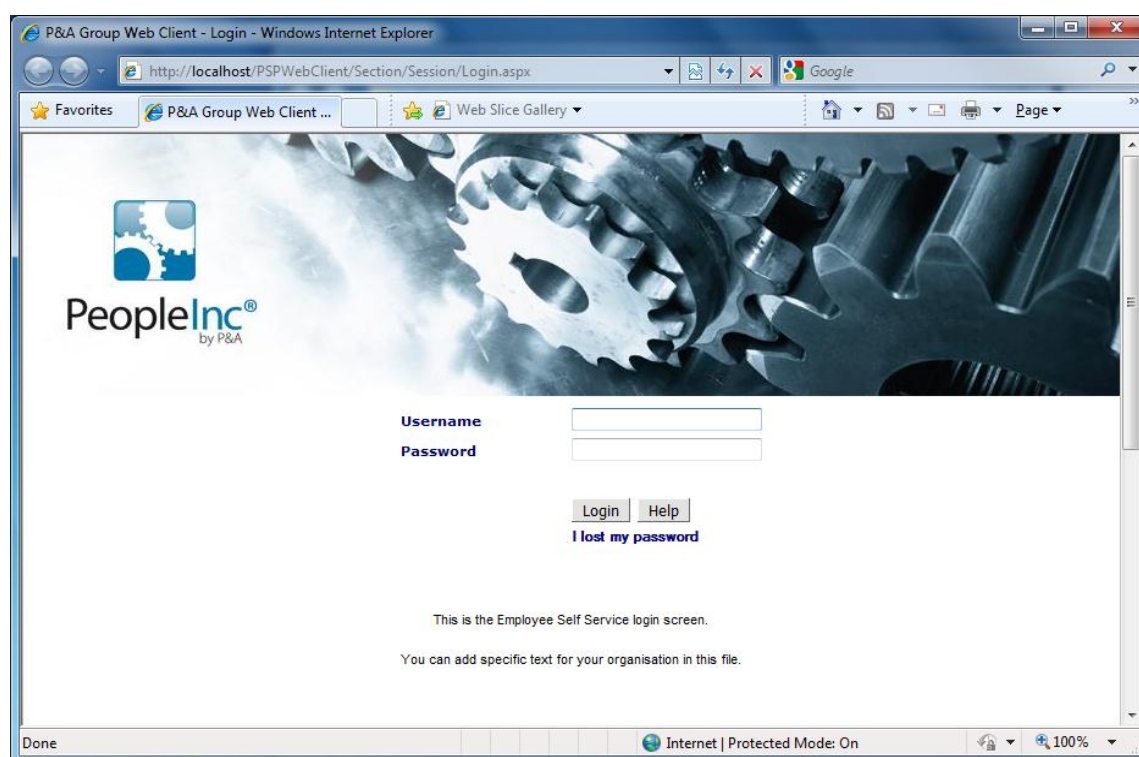 P&A Group Web Client - Login - Windows Internet Explorer
http://localhost/PSPWebClient/Section/Session/Login.aspx
Google
Favorites
P&A Group Web Client ...
Web Slice Gallery
Page
PeopleInc®
by P&A
Username
Password
Login
Help
I lost my password
This is the Employee Self Service login screen.
You can add specific text for your organisation in this file.
Done
Internet | Protected Mode: On
100%